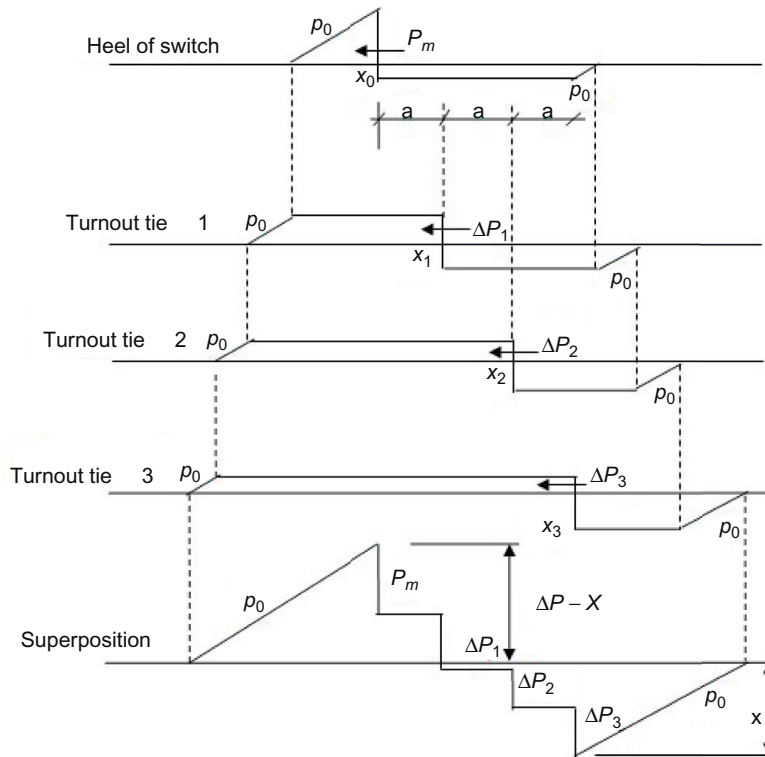 p₀
Heel of switch
Pₘ
x₀
p₀
a a a
Turnout tie 1
p₀
ΔP₁
x₁
p₀
Turnout tie 2
p₀
ΔP₂
x₂
p₀
Turnout tie 3
p₀
ΔP₃
x₃
p₀
Pₘ
p₀
ΔP – X
Superposition
ΔP₁
ΔP₂
p₀
ΔP₃
x